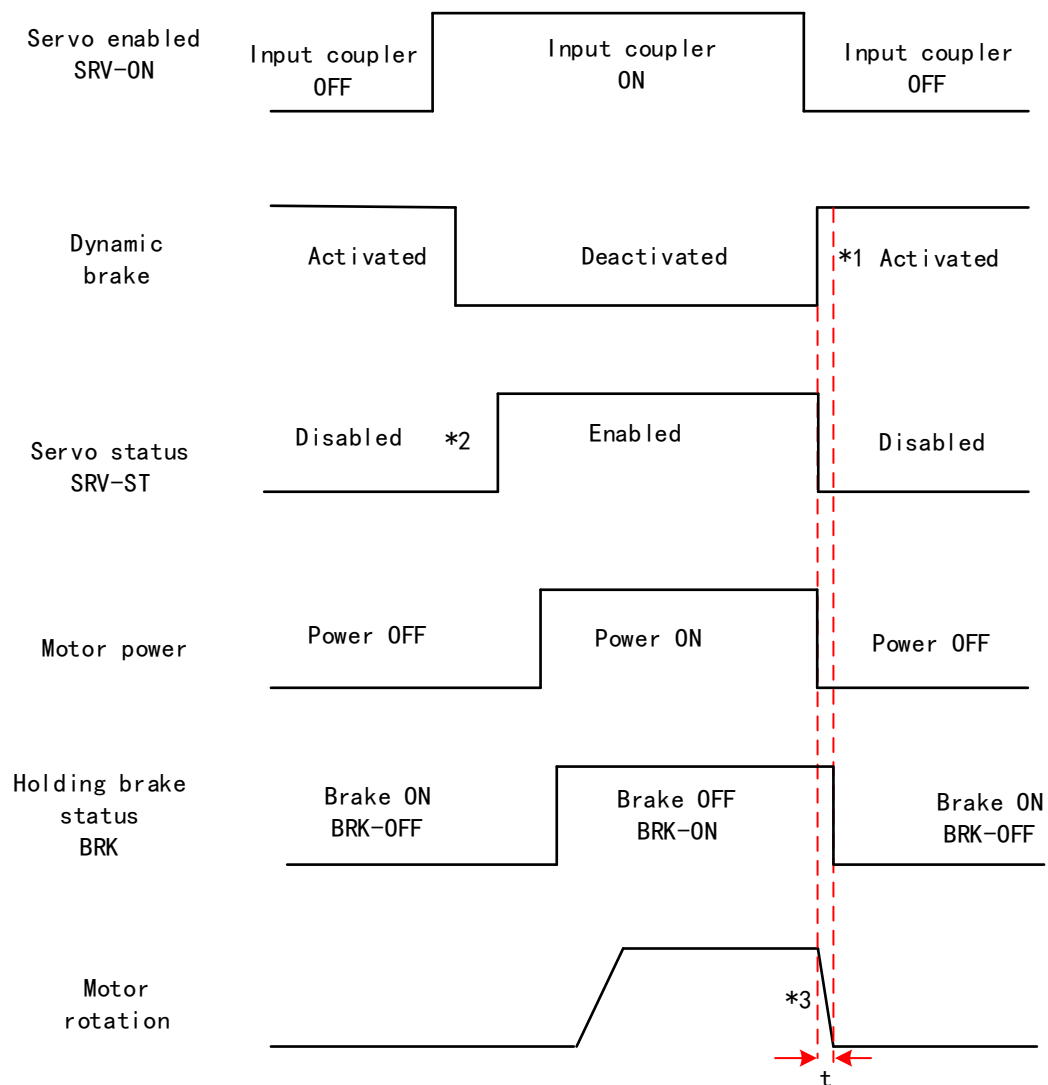 Servo enabled
SRV-ON
Input coupler
OFF
Input coupler
ON
Input coupler
OFF
Dynamic
brake
Activated
Deactivated
*1 Activated
Servo status
SRV-ST
Disabled
*2
Enabled
Disabled
Motor power
Power OFF
Power ON
Power OFF
Holding brake
status
BRK
Brake ON
BRK-OFF
Brake OFF
BRK-ON
Brake ON
BRK-OFF
Motor
rotation
*3
t